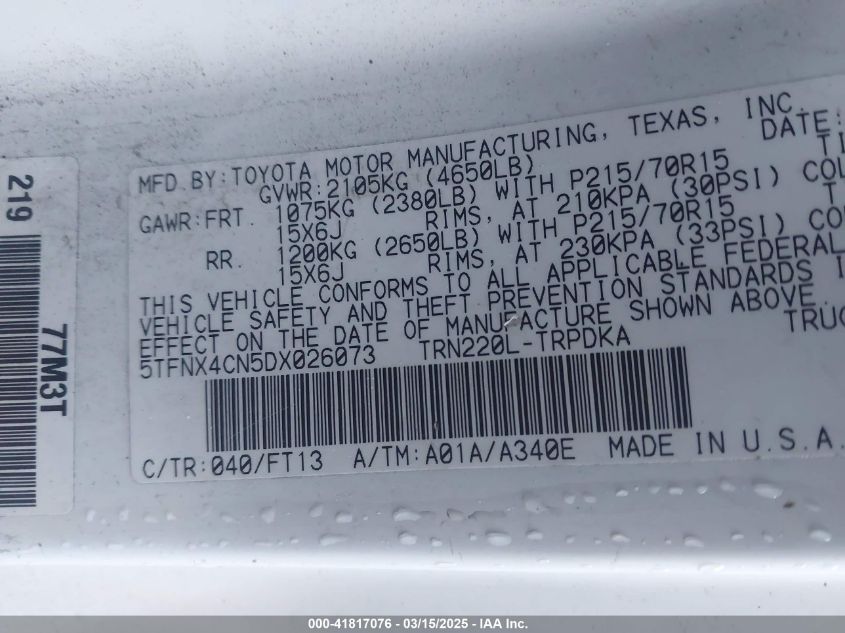 MFD BY:TOYOTA MOTOR MANUFACTURING, TEXAS, INC. DATE:
GVWR:2105KG (4650LB)
GAWR:FRT. 1075KG (2380LB) WITH P215/70R15
15X6J RIMS, AT 210KPA (30PSI) COL
RR. 1200KG (2650LB) WITH P215/70R15
15X6J RIMS, AT 230KPA (33PSI) CO
THIS VEHICLE CONFORMS TO ALL APPLICABLE FEDERAL
VEHICLE SAFETY AND THEFT PREVENTION STANDARDS I
EFFECT ON THE DATE OF MANUFACTURE SHOWN ABOVE.
5TFNX4CN5DX026073 TRN220L-TRPDKA TRUC
C/TR:040/FT13 A/TM:A01A/A340E MADE IN U.S.A.
219
77M3T
000-41817076 - 03/15/2025 - IAA Inc.